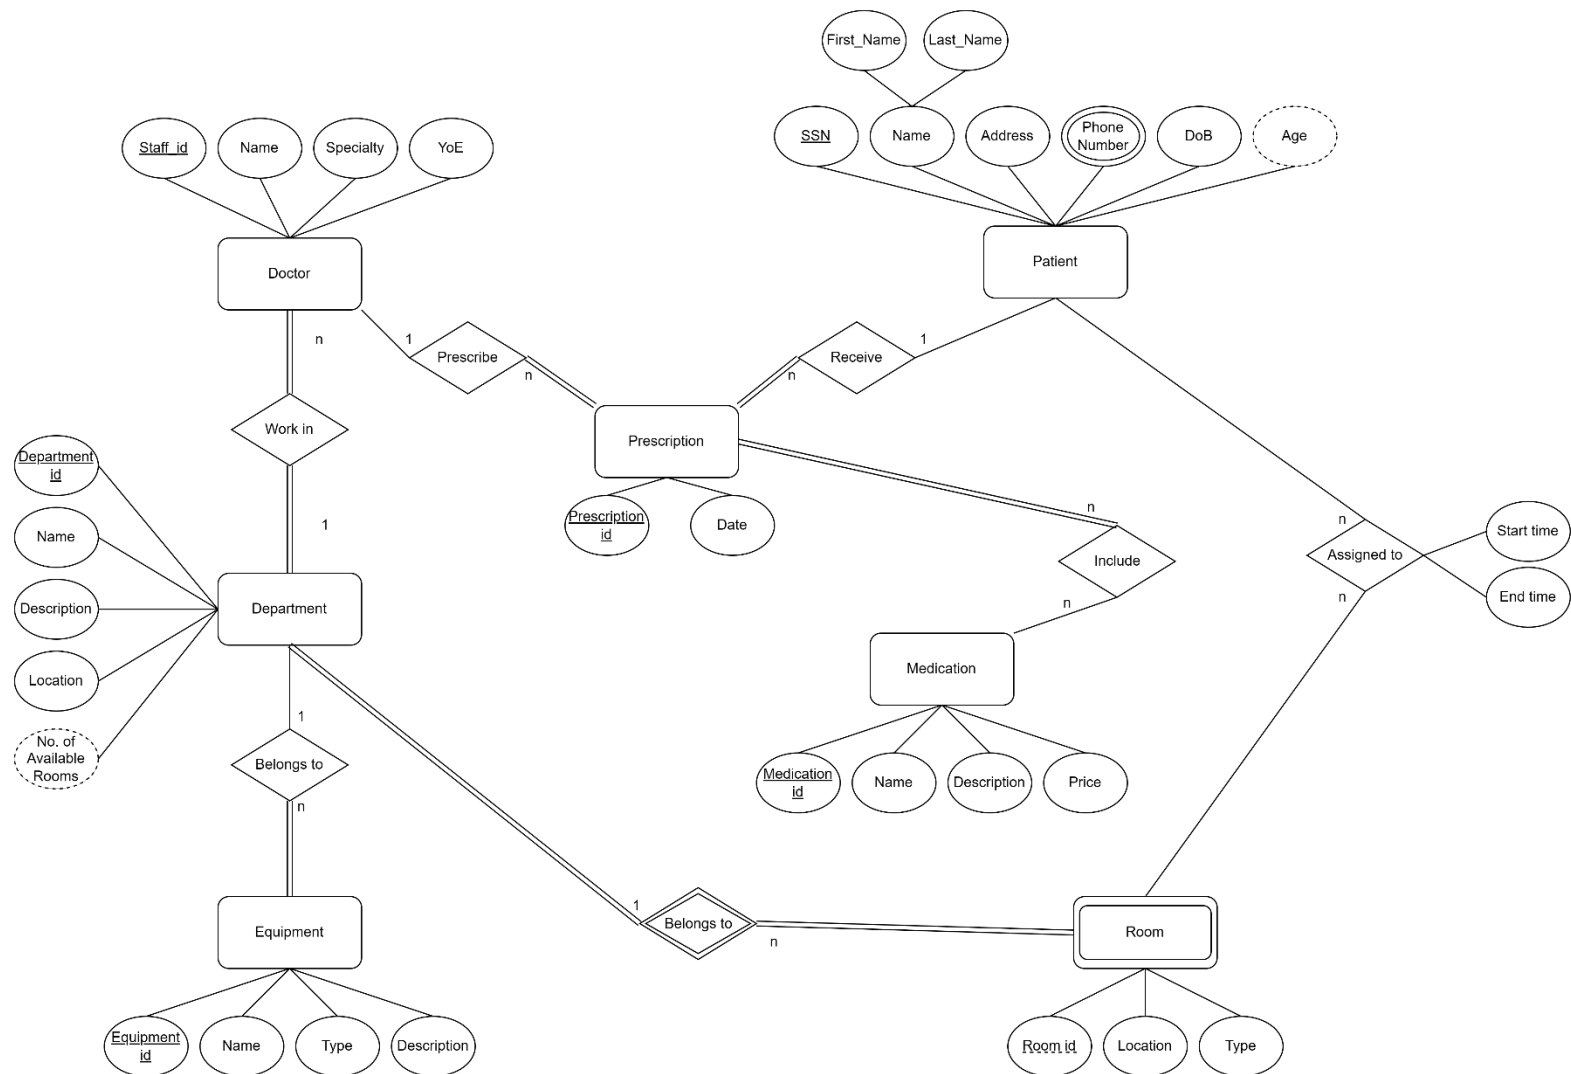 First_Name
Last_Name
Staff_id
Name
Specialty
YoE
SSN
Name
Address
Phone
Number
DoB
Age
Doctor
Patient
n
1
Prescribe
n
n
Receive
1
Work in
Prescription
Department
id
Prescription
id
Date
1
Name
n
n
Include
n
Assigned to
n
Start time
End time
Description
Department
Location
Medication
1
No. of
Available
Rooms
Belongs to
n
Medication
id
Name
Description
Price
Equipment
1
Belongs to
n
Room
Equipment
id
Name
Type
Description
Room id
Location
Type